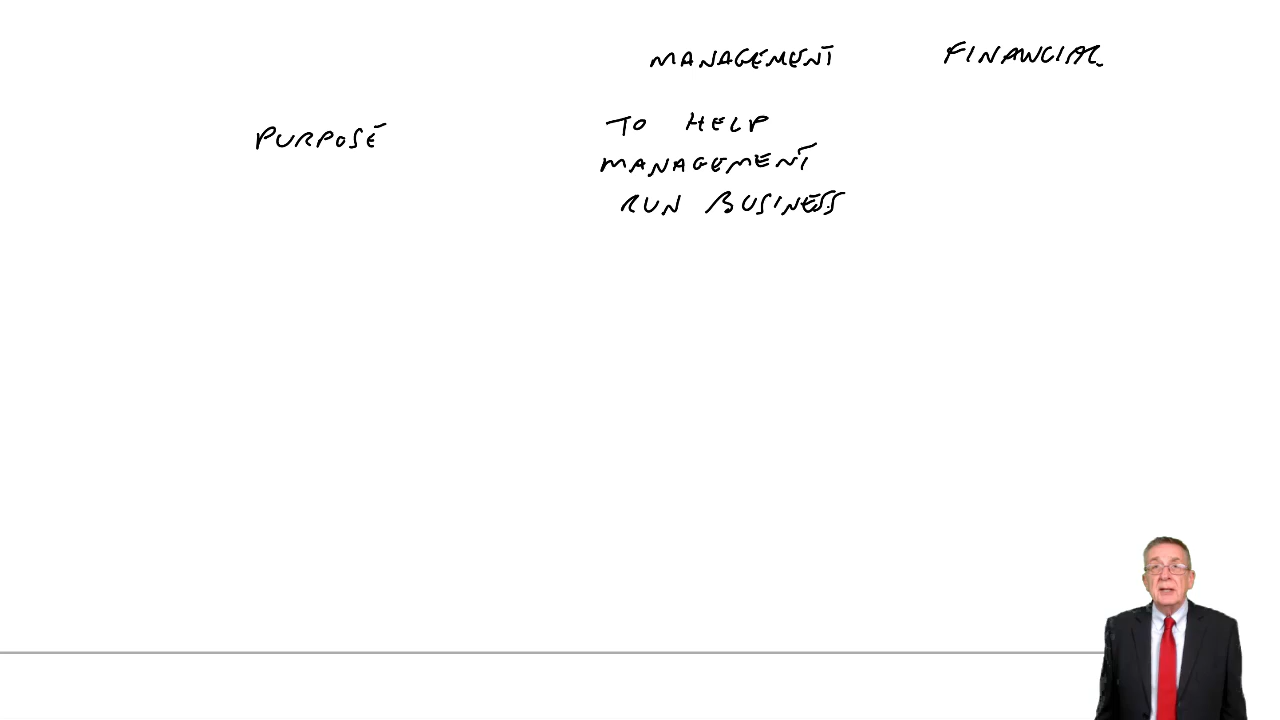 MANAGEMENT FINANCIAL
PURPOSE
TO HELP
MANAGEMENT
RUN BUSINESS